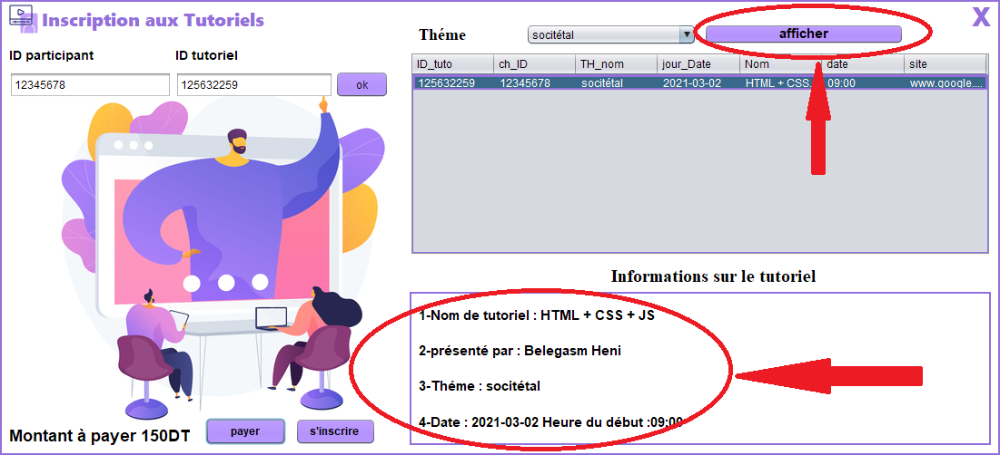 Inscription aux Tutoriels
X
ID participant ID tutoriel
12345678 125632259 ok
Théme socitétal afficher
ID_tuto ch_ID TH_nom jour_Date Nom date site
125632259 12345678 socitétal 2021-03-02 HTML + CSS... 09:00 www.google....
Informations sur le tutoriel
1-Nom de tutoriel : HTML + CSS + JS
2-présenté par : Belegasm Heni
3-Théme : socitétal
4-Date : 2021-03-02 Heure du début :09:00
Montant à payer 150DT payer s'inscrire